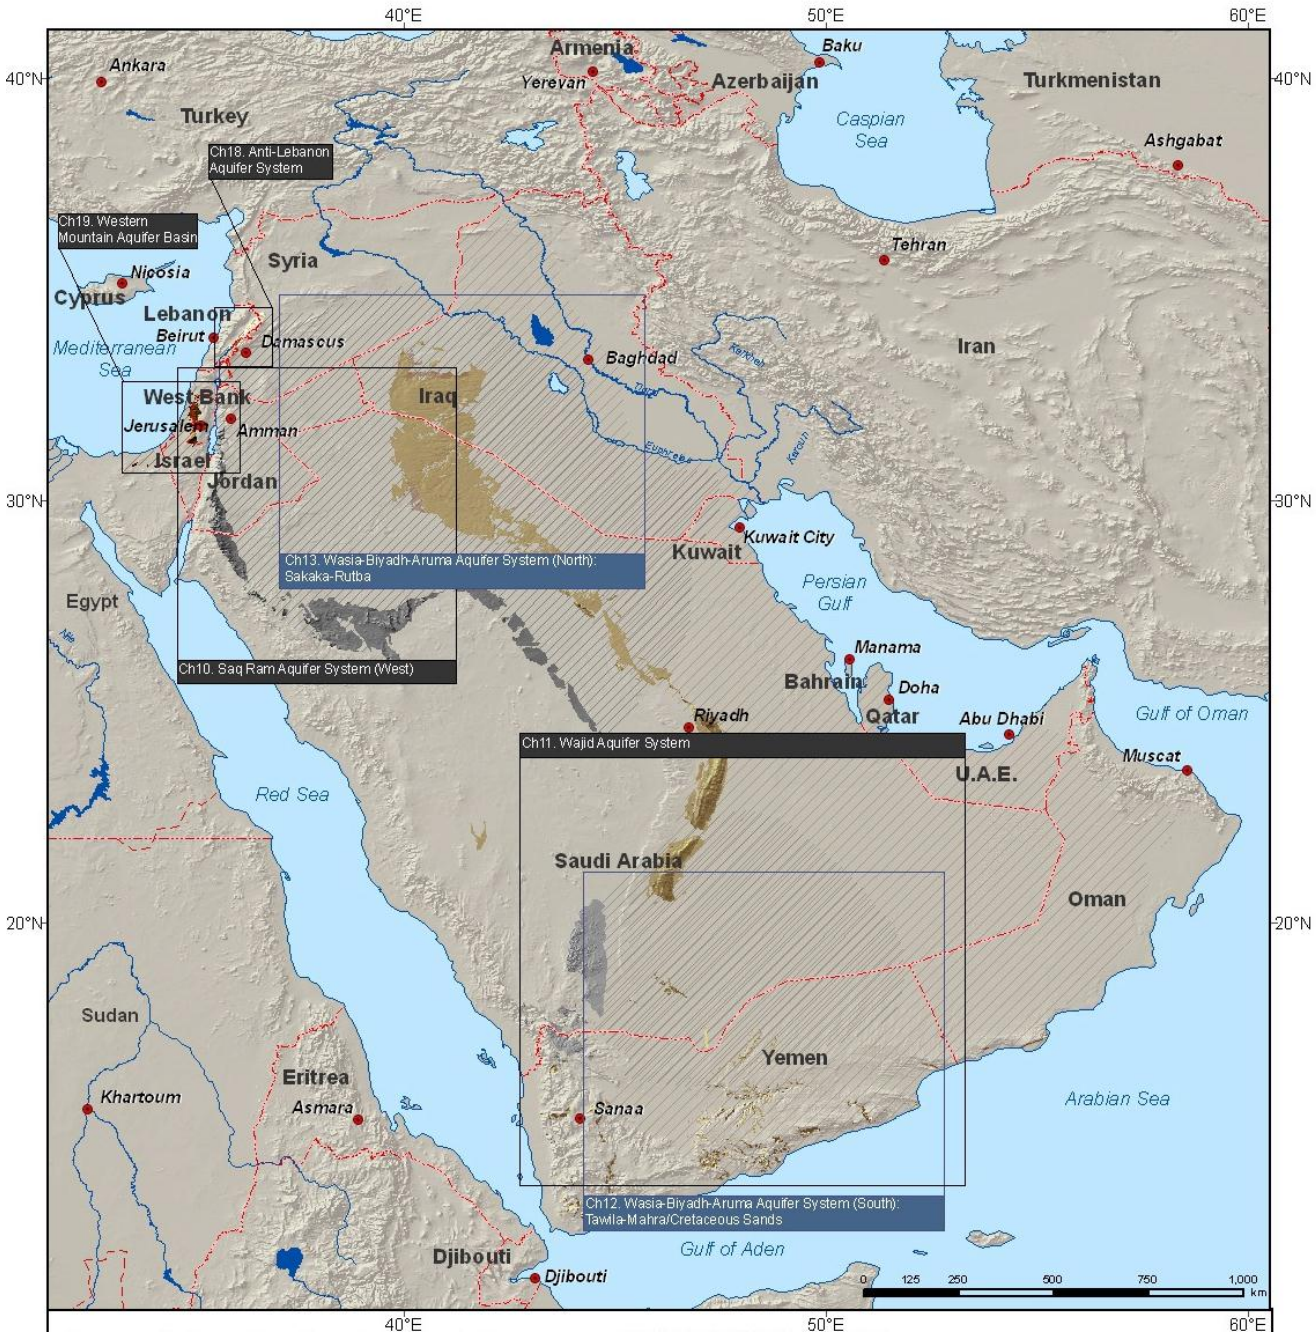 40°E
50°E
60°E
40°N
Ankara
Armenia
Yerevan
Baku
Azerbaijan
Turkmenistan
40°N
Turkey
Caspian
Sea
Ashgabat
Ch18. Anti-Lebanon
Aquifer System
Ch19. Western
Mountain Aquifer Basin
Tehran
Syria
Nicosia
Cyprus
Lebanon
Beirut
Damascus
Mediterranean
Sea
Baghdad
Iran
Kerkheh
Tigris
West Bank
Iraq
Jerusalem
Amman
Euphrates
Karoun
Israel
Jordan
30°N
30°N
Kuwait
Kuwait City
Ch13. Wasia-Biyadh-Aruma Aquifer System (North):
Sakaka-Rutba
Persian
Gulf
Egypt
Nile
Manama
Ch10. Saq Ram Aquifer System (West)
Bahrain
Doha
Qatar
Riyadh
Abu Dhabi
Gulf of Oman
Ch11. Wajid Aquifer System
Muscat
U.A.E.
Red Sea
Saudi Arabia
Oman
20°N
20°N
Sudan
Yemen
Eritrea
Khartoum
Asmara
Sanaa
Arabian Sea
Ch12. Wasia-Biyadh-Aruma Aquifer System (South):
Tawila-Mahra/Cretaceous Sands
Djibouti
Gulf of Aden
Djibouti
0 125 250 500 750 1,000
km
40°E
50°E
60°E